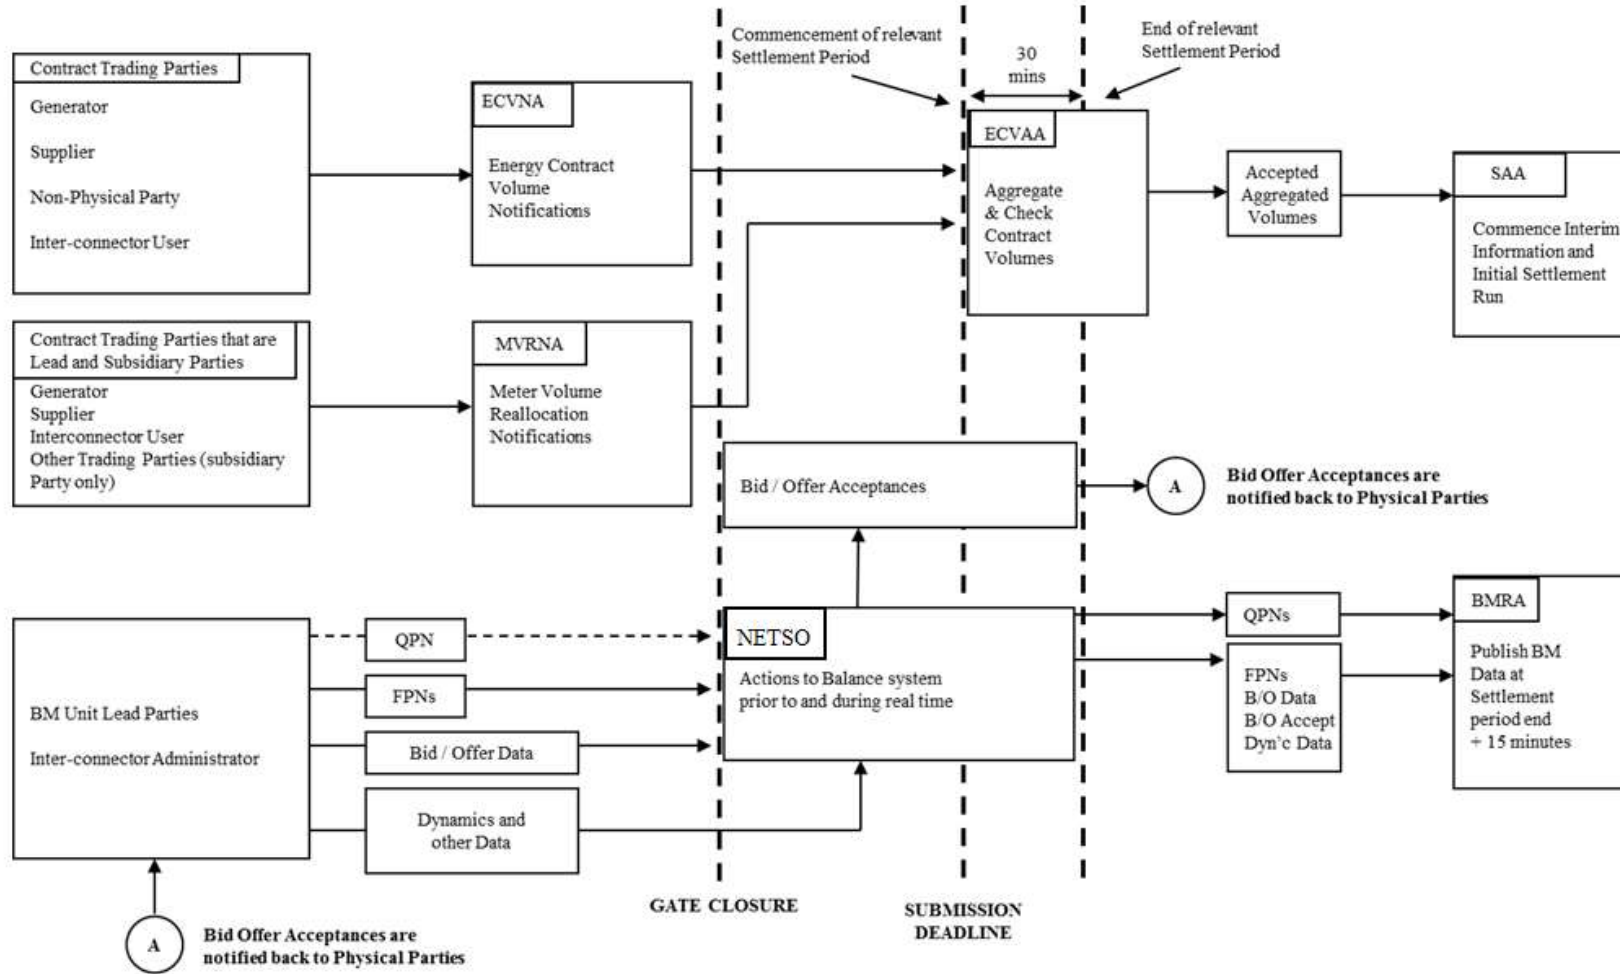 Commencement of relevant
Settlement Period
30
mins
End of relevant
Settlement Period
Contract Trading Parties
Generator
Supplier
Non-Physical Party
Inter-connector User
ECVNA
Energy Contract
Volume
Notifications
ECVAA
Aggregate
& Check
Contract
Volumes
Accepted
Aggregated
Volumes
SAA
Commence Interim
Information and
Initial Settlement
Run
Contract Trading Parties that are
Lead and Subsidiary Parties
Generator
Supplier
Interconnector User
Other Trading Parties (subsidiary
Party only)
MVRNA
Meter Volume
Reallocation
Notifications
Bid / Offer Acceptances
A
Bid Offer Acceptances are
notified back to Physical Parties
BM Unit Lead Parties
Inter-connector Administrator
QPN
FPNs
Bid / Offer Data
Dynamics and
other Data
NETSO
Actions to Balance system
prior to and during real time
QPNs
FPNs
B/O Data
B/O Accept
Dyn'c Data
BMRA
Publish BM
Data at
Settlement
period end
+ 15 minutes
GATE CLOSURE
SUBMISSION
DEADLINE
A
Bid Offer Acceptances are
notified back to Physical Parties